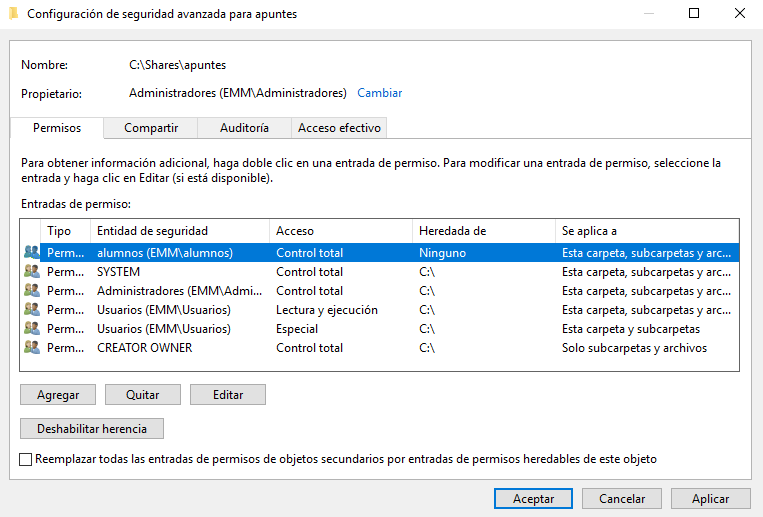 Configuración de seguridad avanzada para apuntes
Nombre: C:\Shares\apuntes
Propietario: Administradores (EMM\Administradores) Cambiar
Permisos Compartir Auditoría Acceso efectivo
Para obtener información adicional, haga doble clic en una entrada de permiso. Para modificar una entrada de permiso, seleccione la
entrada y haga clic en Editar (si está disponible).
Entradas de permiso:
Tipo Entidad de seguridad Acceso Heredada de Se aplica a
Perm... alumnos (EMM\alumnos) Control total Ninguno Esta carpeta, subcarpetas y arc...
Perm... SYSTEM Control total C:\ Esta carpeta, subcarpetas y arc...
Perm... Administradores (EMM\Admi... Control total C:\ Esta carpeta, subcarpetas y arc...
Perm... Usuarios (EMM\Usuarios) Lectura y ejecución C:\ Esta carpeta, subcarpetas y arc...
Perm... Usuarios (EMM\Usuarios) Especial C:\ Esta carpeta y subcarpetas
Perm... CREATOR OWNER Control total C:\ Solo subcarpetas y archivos
Agregar Quitar Editar
Deshabilitar herencia
Reemplazar todas las entradas de permisos de objetos secundarios por entradas de permisos heredables de este objeto
Aceptar Cancelar Aplicar